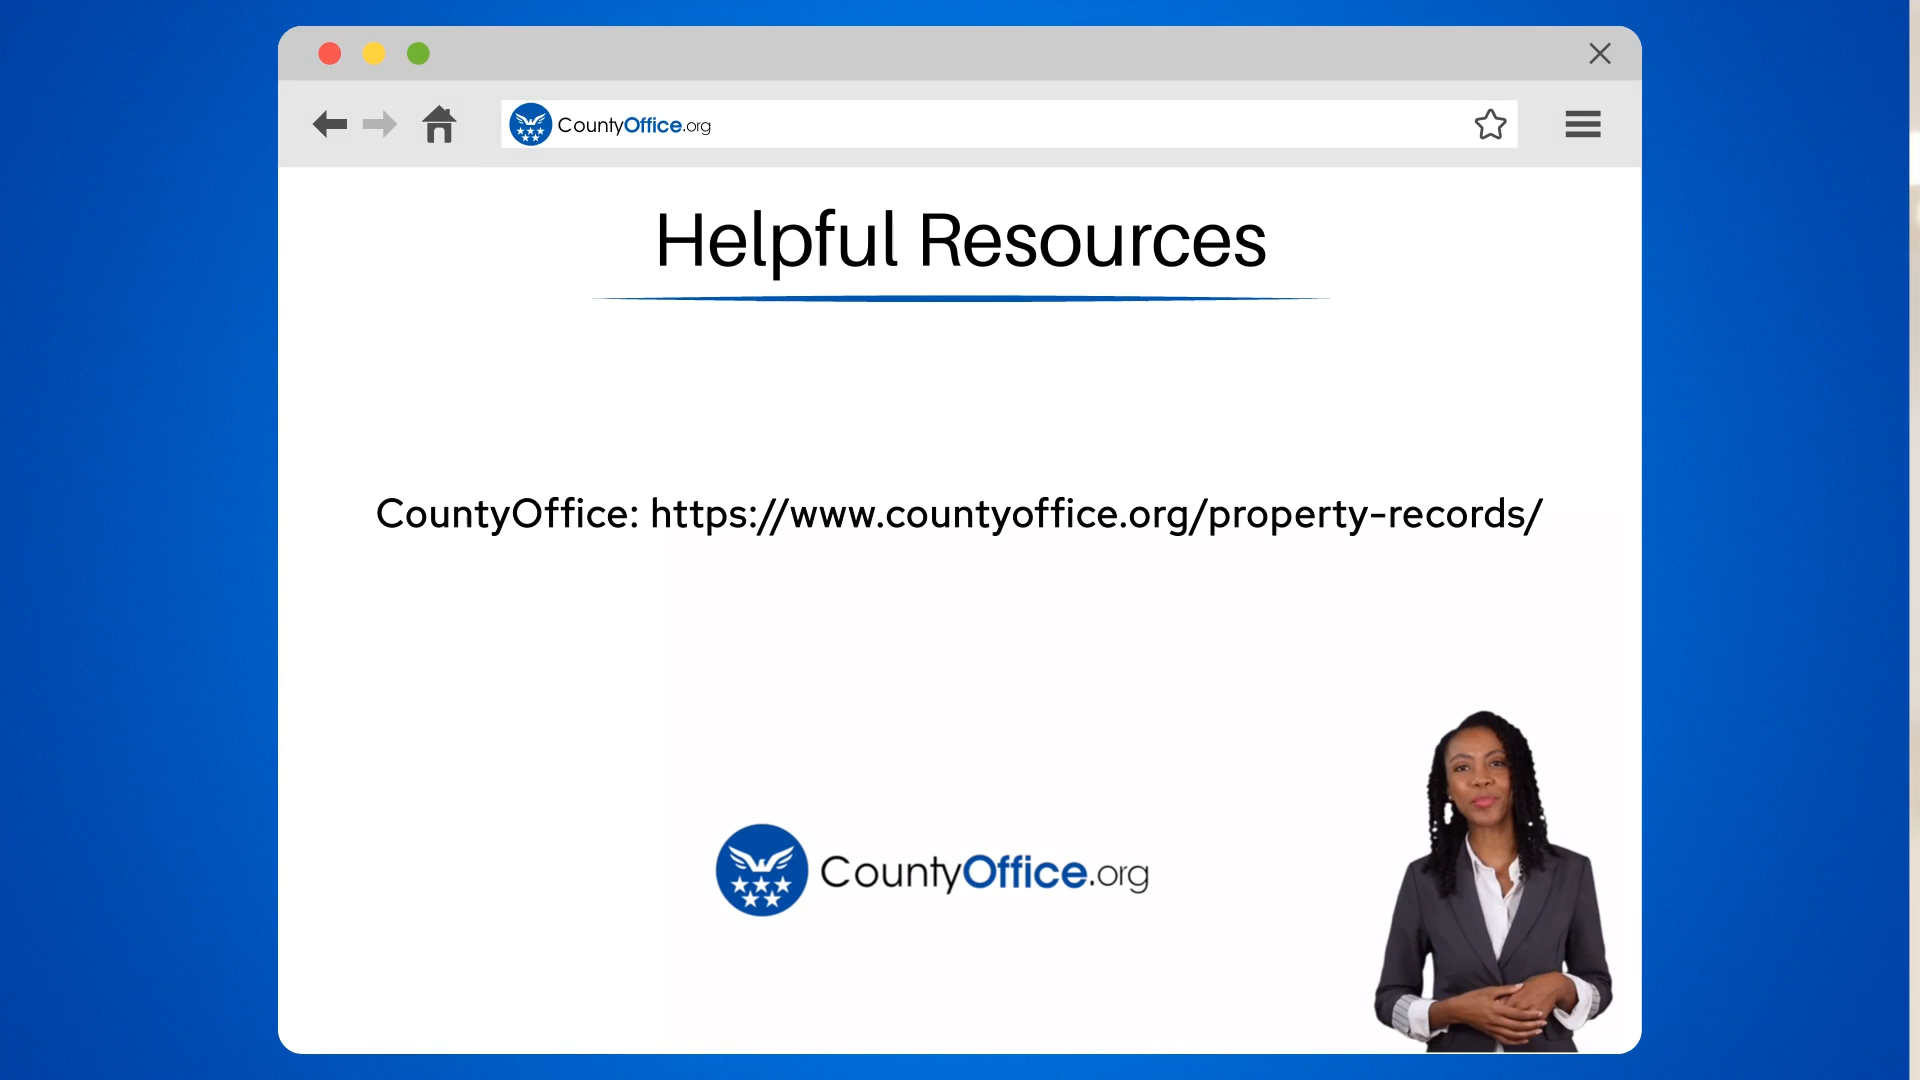 CountyOffice.org
Helpful Resources
CountyOffice: https://www.countyoffice.org/property-records/
CountyOffice.org